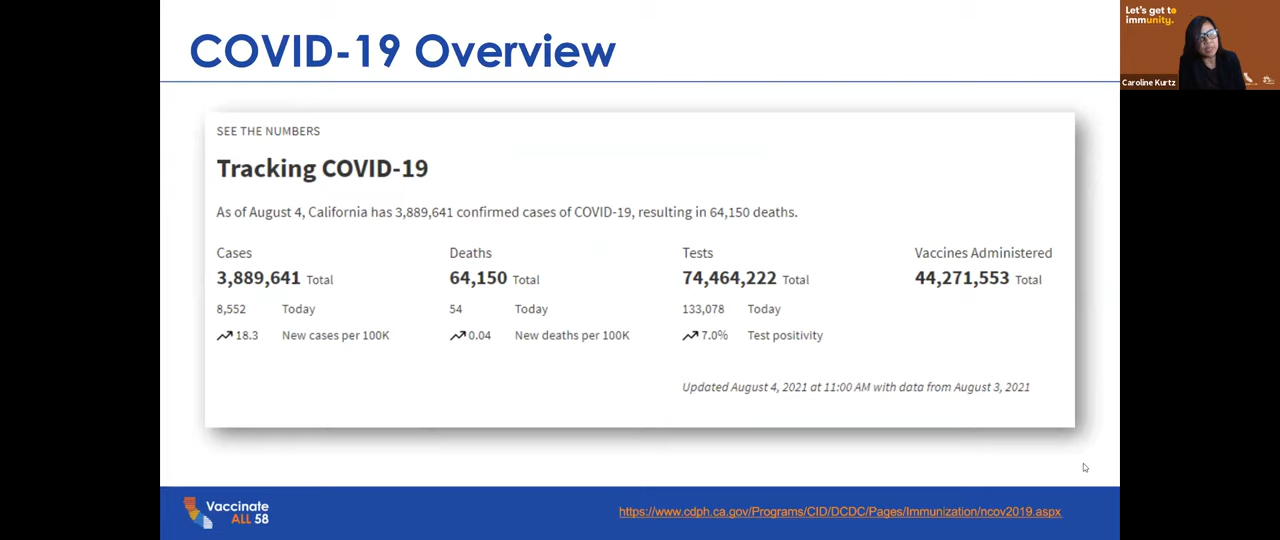 COVID-19 Overview
Let's get to
immunity.
Caroline Kurtz
SEE THE NUMBERS
Tracking COVID-19
As of August 4, California has 3,889,641 confirmed cases of COVID-19, resulting in 64,150 deaths.
Cases Deaths Tests Vaccines Administered
3,889,641 Total 64,150 Total 74,464,222 Total 44,271,553 Total
8,552 Today 54 Today 133,078 Today
18.3 New cases per 100K 0.04 New deaths per 100K 7.0% Test positivity
Updated August 4, 2021 at 11:00 AM with data from August 3, 2021
Vaccinate
ALL 58
https://www.cdph.ca.gov/Programs/CID/DCDC/Pages/Immunization/ncov2019.aspx